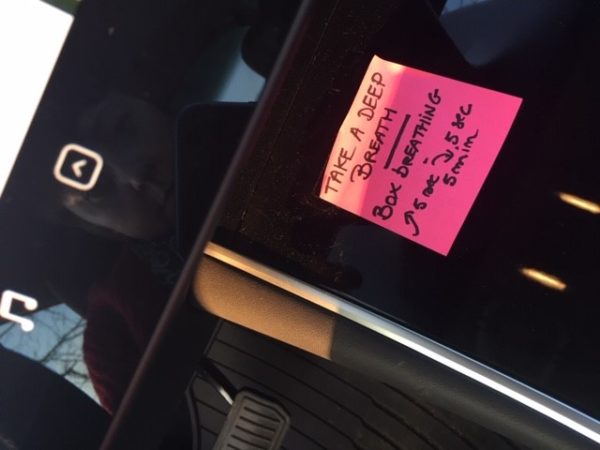 TAKE A DEEP
BREATH
BOX BREATHING
5 sec 5 sec
5 min